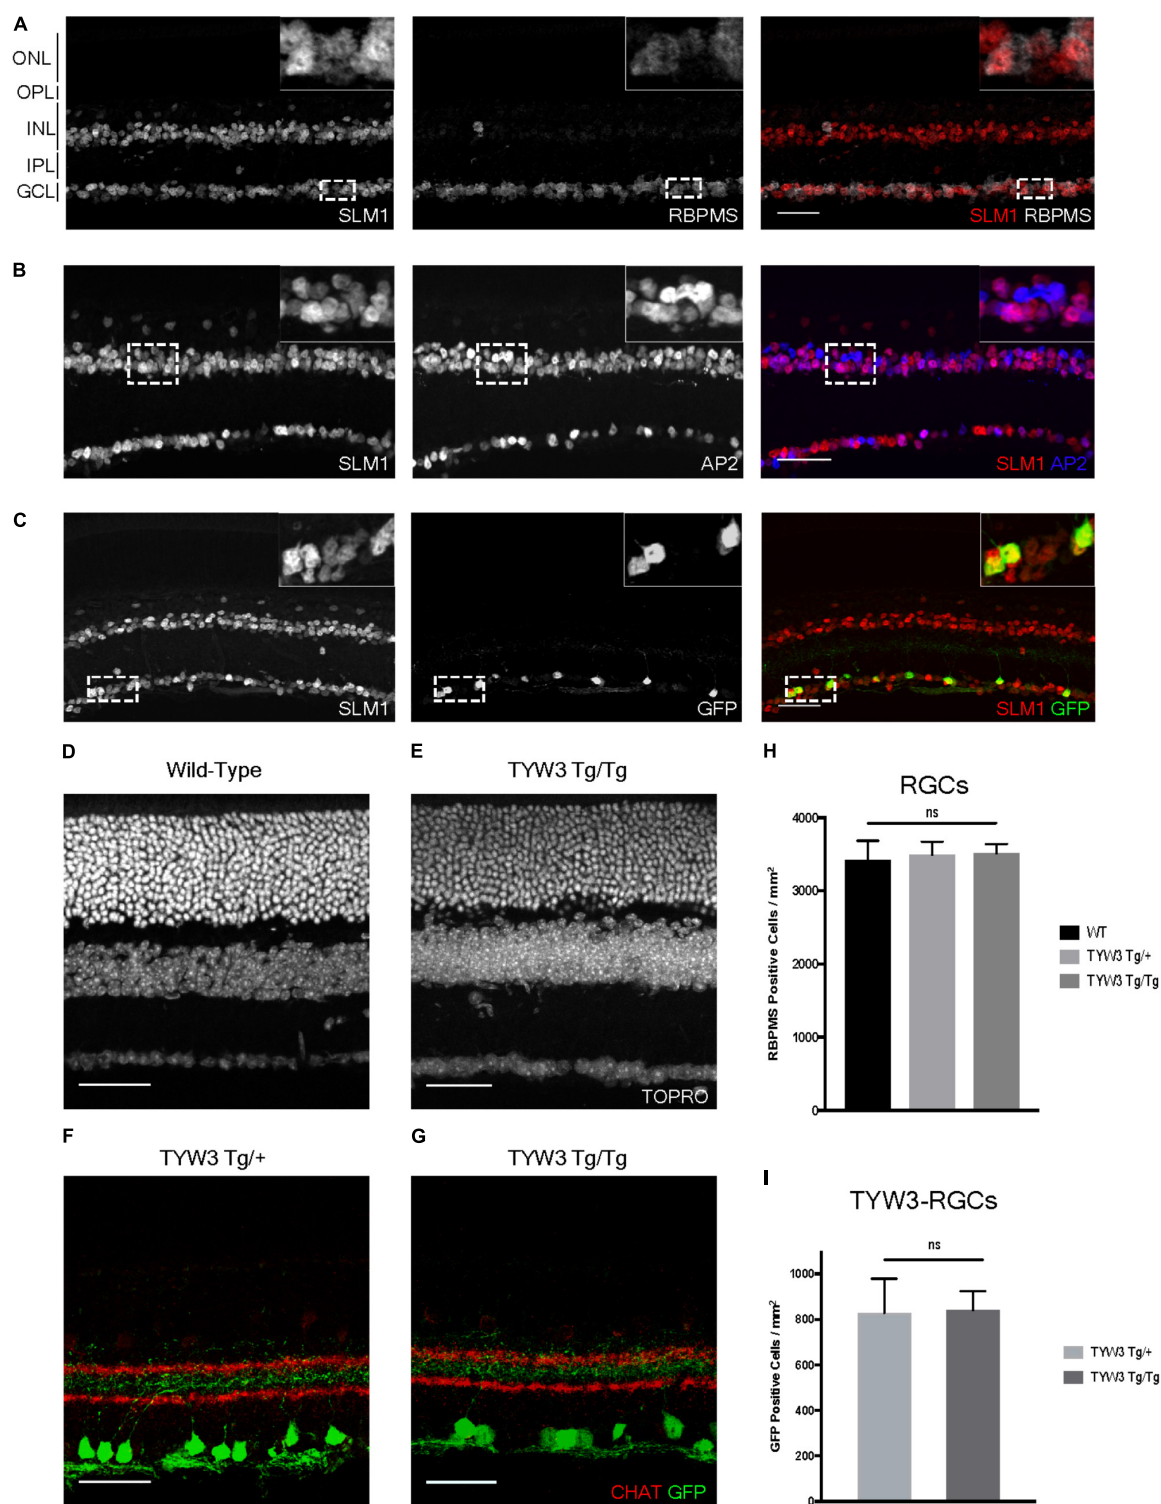 A
ONL
OPL
INL
IPL
GCL
SLM1
RBPMS
SLM1 RBPMS
B
SLM1
AP2
SLM1 AP2
C
SLM1
GFP
SLM1 GFP
D
Wild-Type
E
TYW3 Tg/Tg
TOPRO
H
RGCs
ns
4000
3000
2000
1000
0
RBPMS Positive Cells / mm²
WT
TYW3 Tg/+
TYW3 Tg/Tg
F
TYW3 Tg/+
G
TYW3 Tg/Tg
CHAT GFP
I
TYW3-RGCs
ns
1000
800
600
400
200
0
GFP Positive Cells / mm²
TYW3 Tg/+
TYW3 Tg/Tg